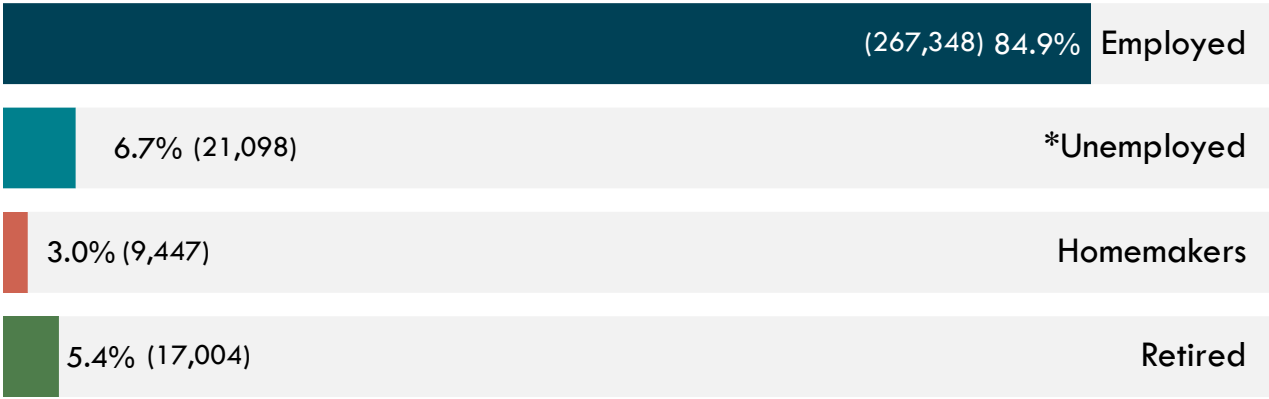 (267,348) 84.9% Employed
6.7% (21,098) *Unemployed
3.0% (9,447) Homemakers
5.4% (17,004) Retired